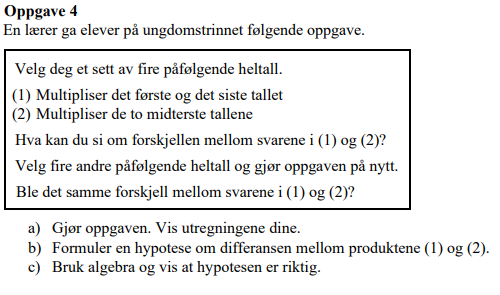 Oppgave 4
En lærer ga elever på ungdomstrinnet følgende oppgave.
Velg deg et sett av fire påfølgende heltall.
(1) Multipliser det første og det siste tallet
(2) Multipliser de to midterste tallene
Hva kan du si om forskjellen mellom svarene i (1) og (2)?
Velg fire andre påfølgende heltall og gjør oppgaven på nytt.
Ble det samme forskjell mellom svarene i (1) og (2)?
a) Gjør oppgaven. Vis utregningene dine.
b) Formuler en hypotese om differansen mellom produktene (1) og (2).
c) Bruk algebra og vis at hypotesen er riktig.